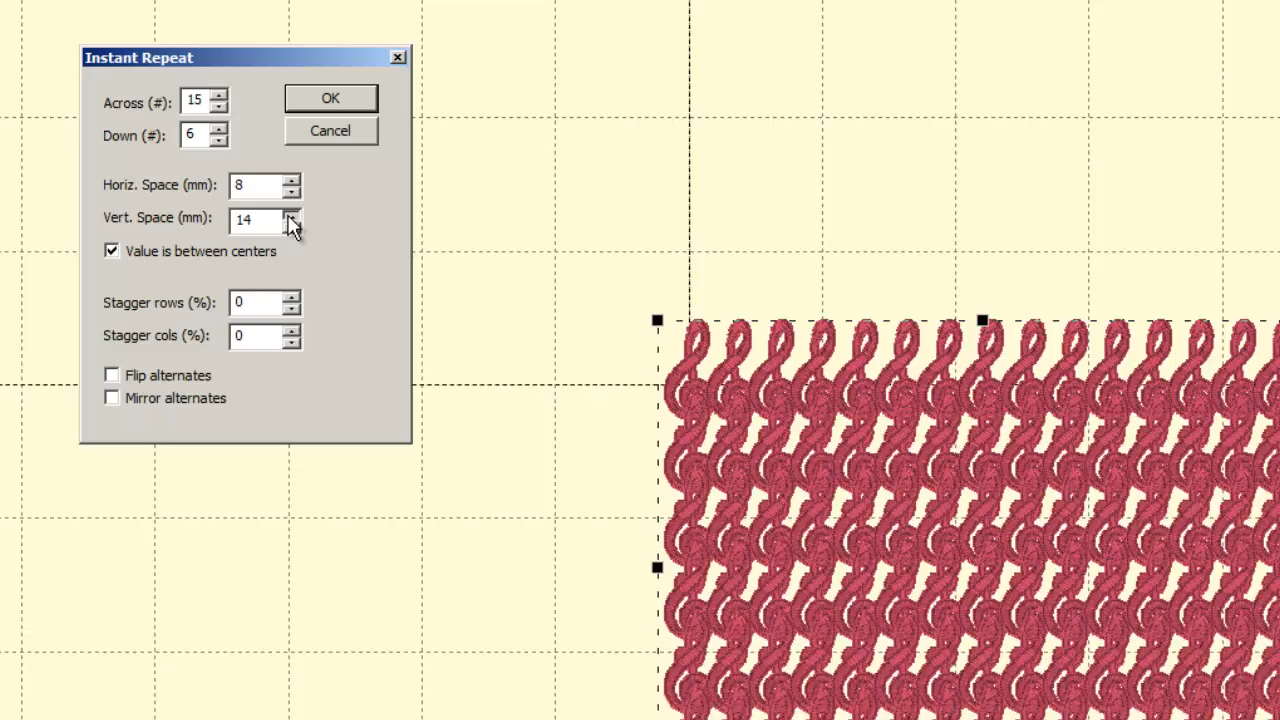 Instant Repeat
Across (#): 15
OK
Down (#): 6
Cancel
Horiz. Space (mm): 8
Vert. Space (mm): 14
Value is between centers
Stagger rows (%): 0
Stagger cols (%): 0
Flip alternates
Mirror alternates